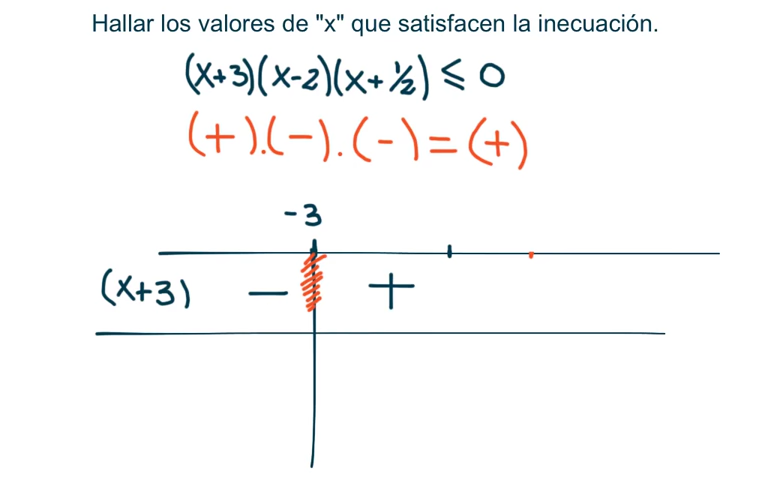 Hallar los valores de "x" que satisfacen la inecuación.
(x+3)(x-2)(x+½) ≤ 0
(+).(-).(-) = (+)
-3
(x+3) - +